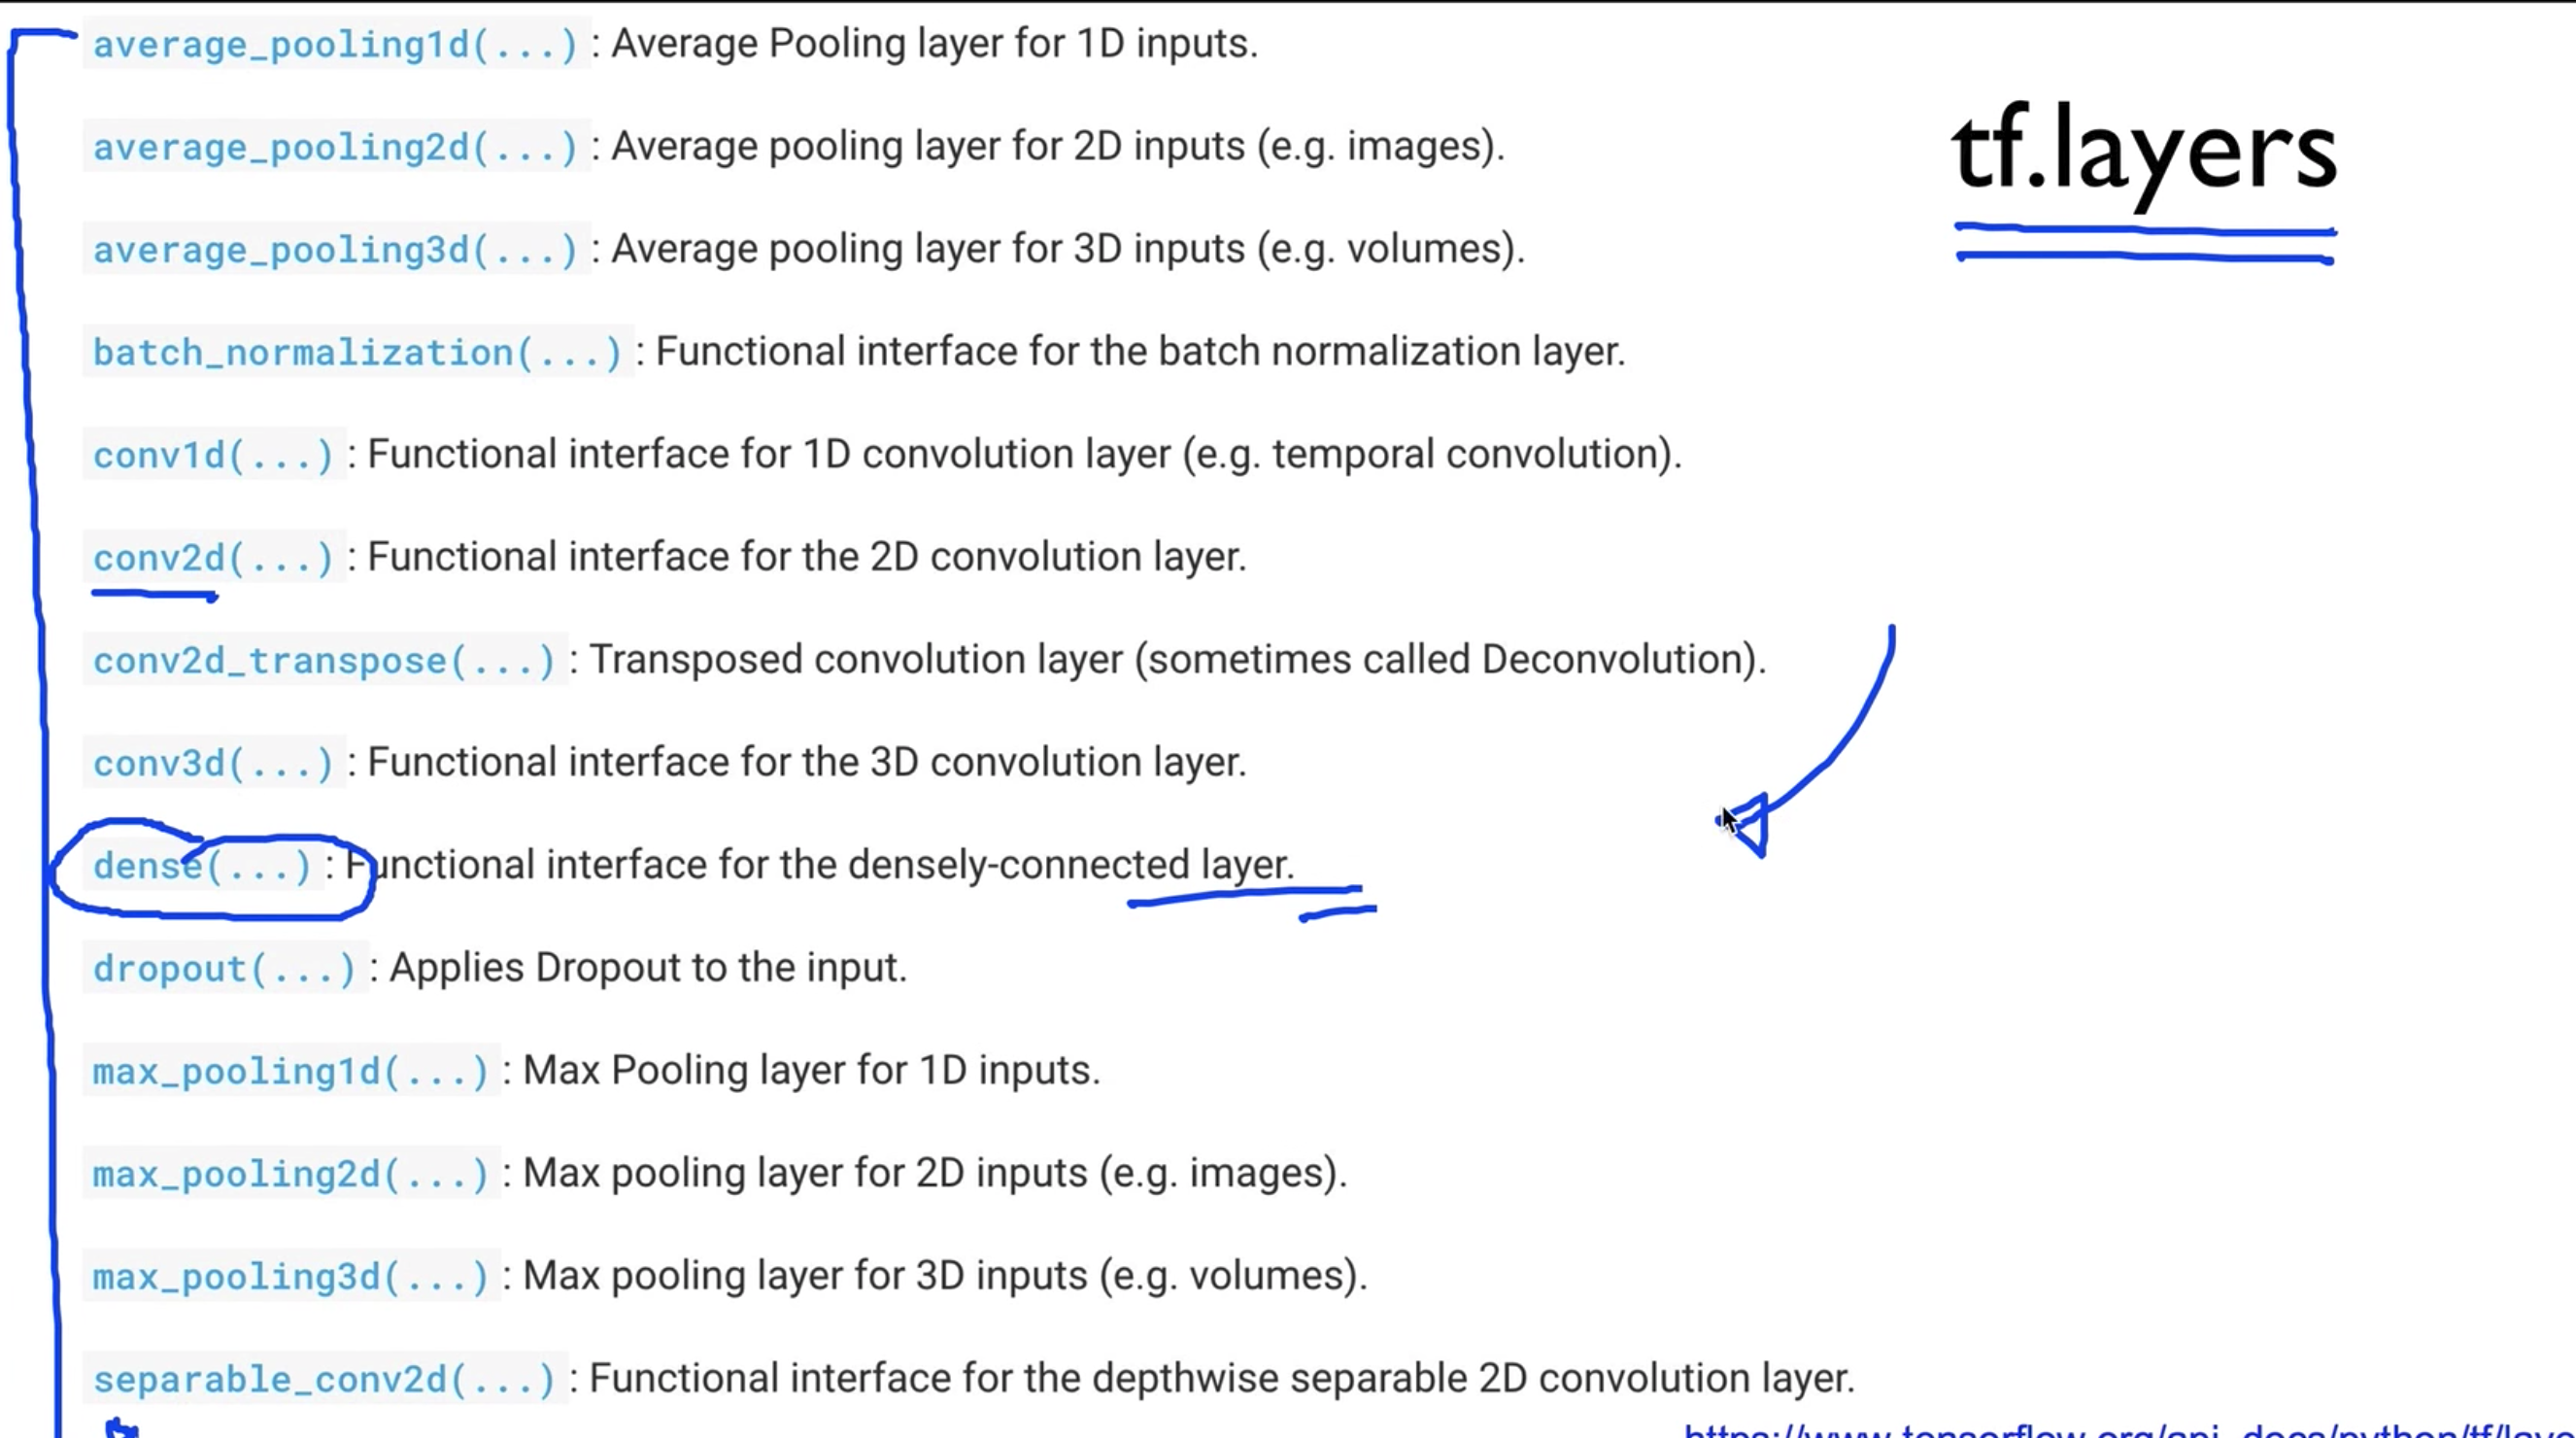 average_pooling1d(...) : Average Pooling layer for 1D inputs.
tf.layers
average_pooling2d(...) : Average pooling layer for 2D inputs (e.g. images).
average_pooling3d(...) : Average pooling layer for 3D inputs (e.g. volumes).
batch_normalization(...) : Functional interface for the batch normalization layer.
conv1d(...) : Functional interface for 1D convolution layer (e.g. temporal convolution).
conv2d(...) : Functional interface for the 2D convolution layer.
conv2d_transpose(...) : Transposed convolution layer (sometimes called Deconvolution).
conv3d(...) : Functional interface for the 3D convolution layer.
dense(...) : Functional interface for the densely-connected layer.
dropout(...) : Applies Dropout to the input.
max_pooling1d(...) : Max Pooling layer for 1D inputs.
max_pooling2d(...) : Max pooling layer for 2D inputs (e.g. images).
max_pooling3d(...) : Max pooling layer for 3D inputs (e.g. volumes).
separable_conv2d(...) : Functional interface for the depthwise separable 2D convolution layer.
https://www.tensorflow.org/api_docs/python/tf/laye